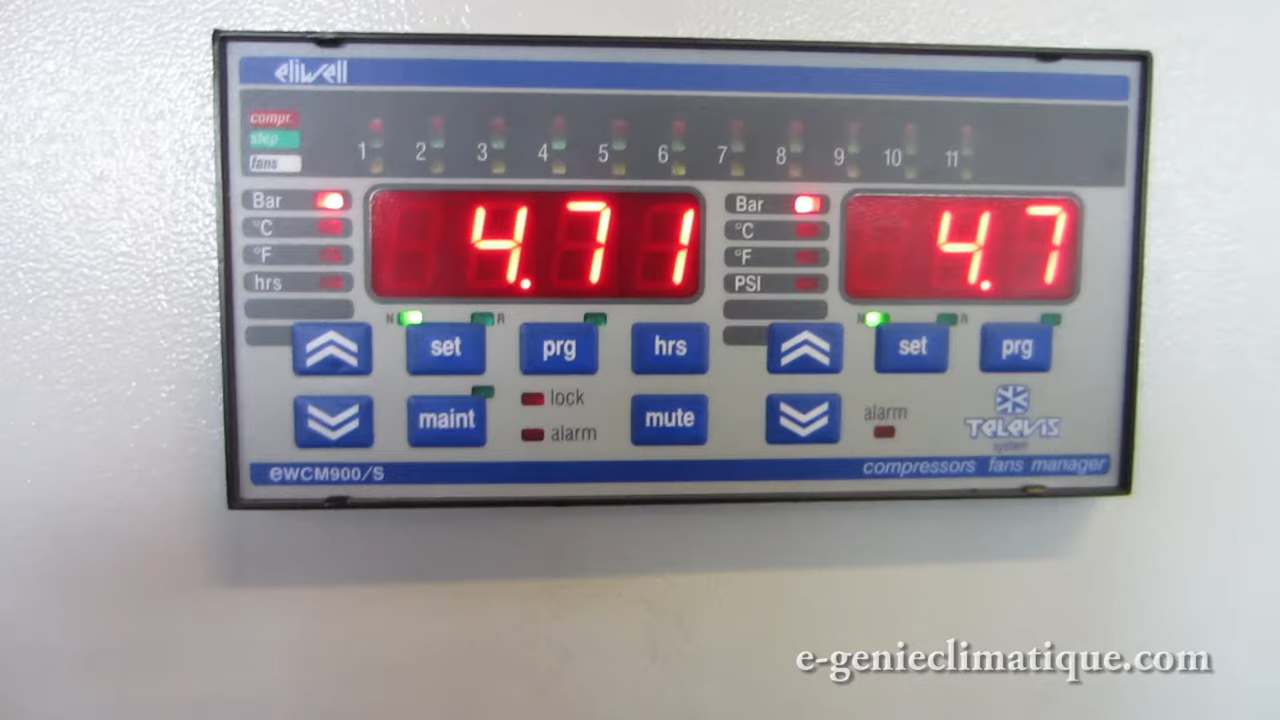 eliwell
compr.
step
fans
1 2 3 4 5 6 7 8 9 10 11
Bar
°C
°F
hrs
4.71
Bar
°C
°F
PSI
4.7
N R
N R
set prg hrs
set prg
maint
lock
alarm
mute
alarm
TELEVIS
system
eWCM900/S
compressors fans manager
e-genieclimatique.com